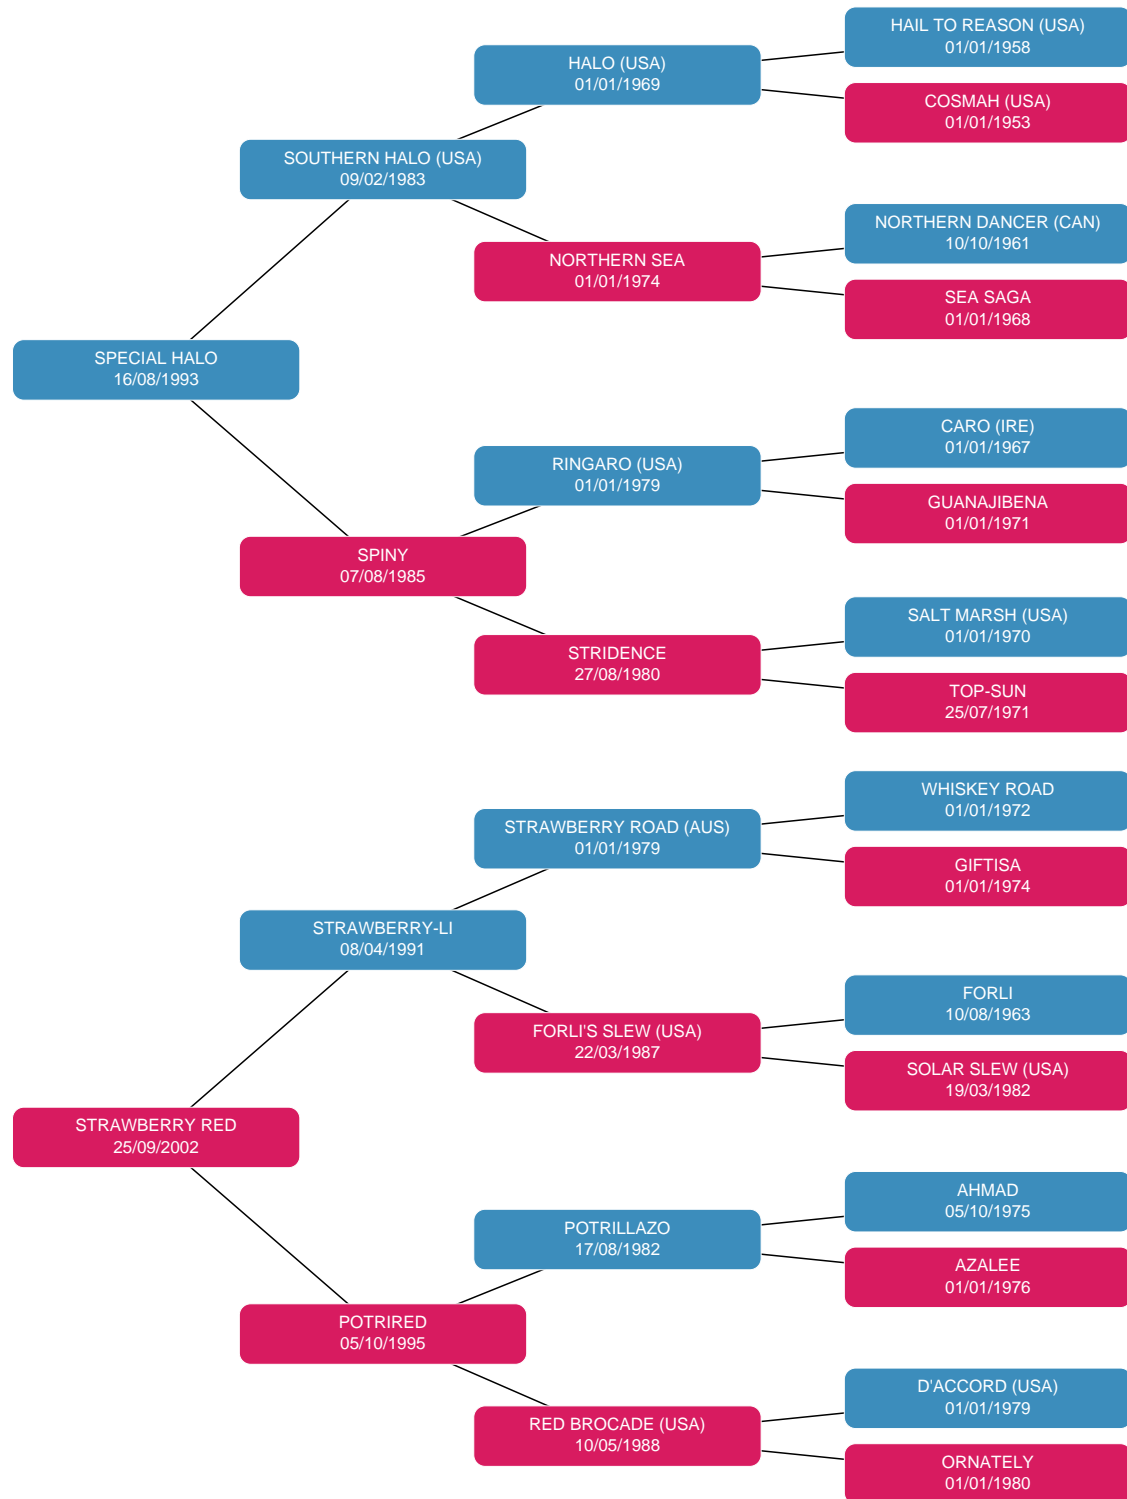 HAIL TO REASON (USA)
01/01/1958
HALO (USA)
01/01/1969
COSMAH (USA)
01/01/1953
SOUTHERN HALO (USA)
09/02/1983
NORTHERN DANCER (CAN)
10/10/1961
NORTHERN SEA
01/01/1974
SEA SAGA
01/01/1968
SPECIAL HALO
16/08/1993
CARO (IRE)
01/01/1967
RINGARO (USA)
01/01/1979
GUANAJIBENA
01/01/1971
SPINY
07/08/1985
SALT MARSH (USA)
01/01/1970
STRIDENCE
27/08/1980
TOP-SUN
25/07/1971
WHISKEY ROAD
01/01/1972
STRAWBERRY ROAD (AUS)
01/01/1979
GIFTISA
01/01/1974
STRAWBERRY-LI
08/04/1991
FORLI
10/08/1963
FORLI'S SLEW (USA)
22/03/1987
SOLAR SLEW (USA)
19/03/1982
STRAWBERRY RED
25/09/2002
AHMAD
05/10/1975
POTRILLAZO
17/08/1982
AZALEE
01/01/1976
POTRIRED
05/10/1995
D'ACCORD (USA)
01/01/1979
RED BROCADE (USA)
10/05/1988
ORNATELY
01/01/1980